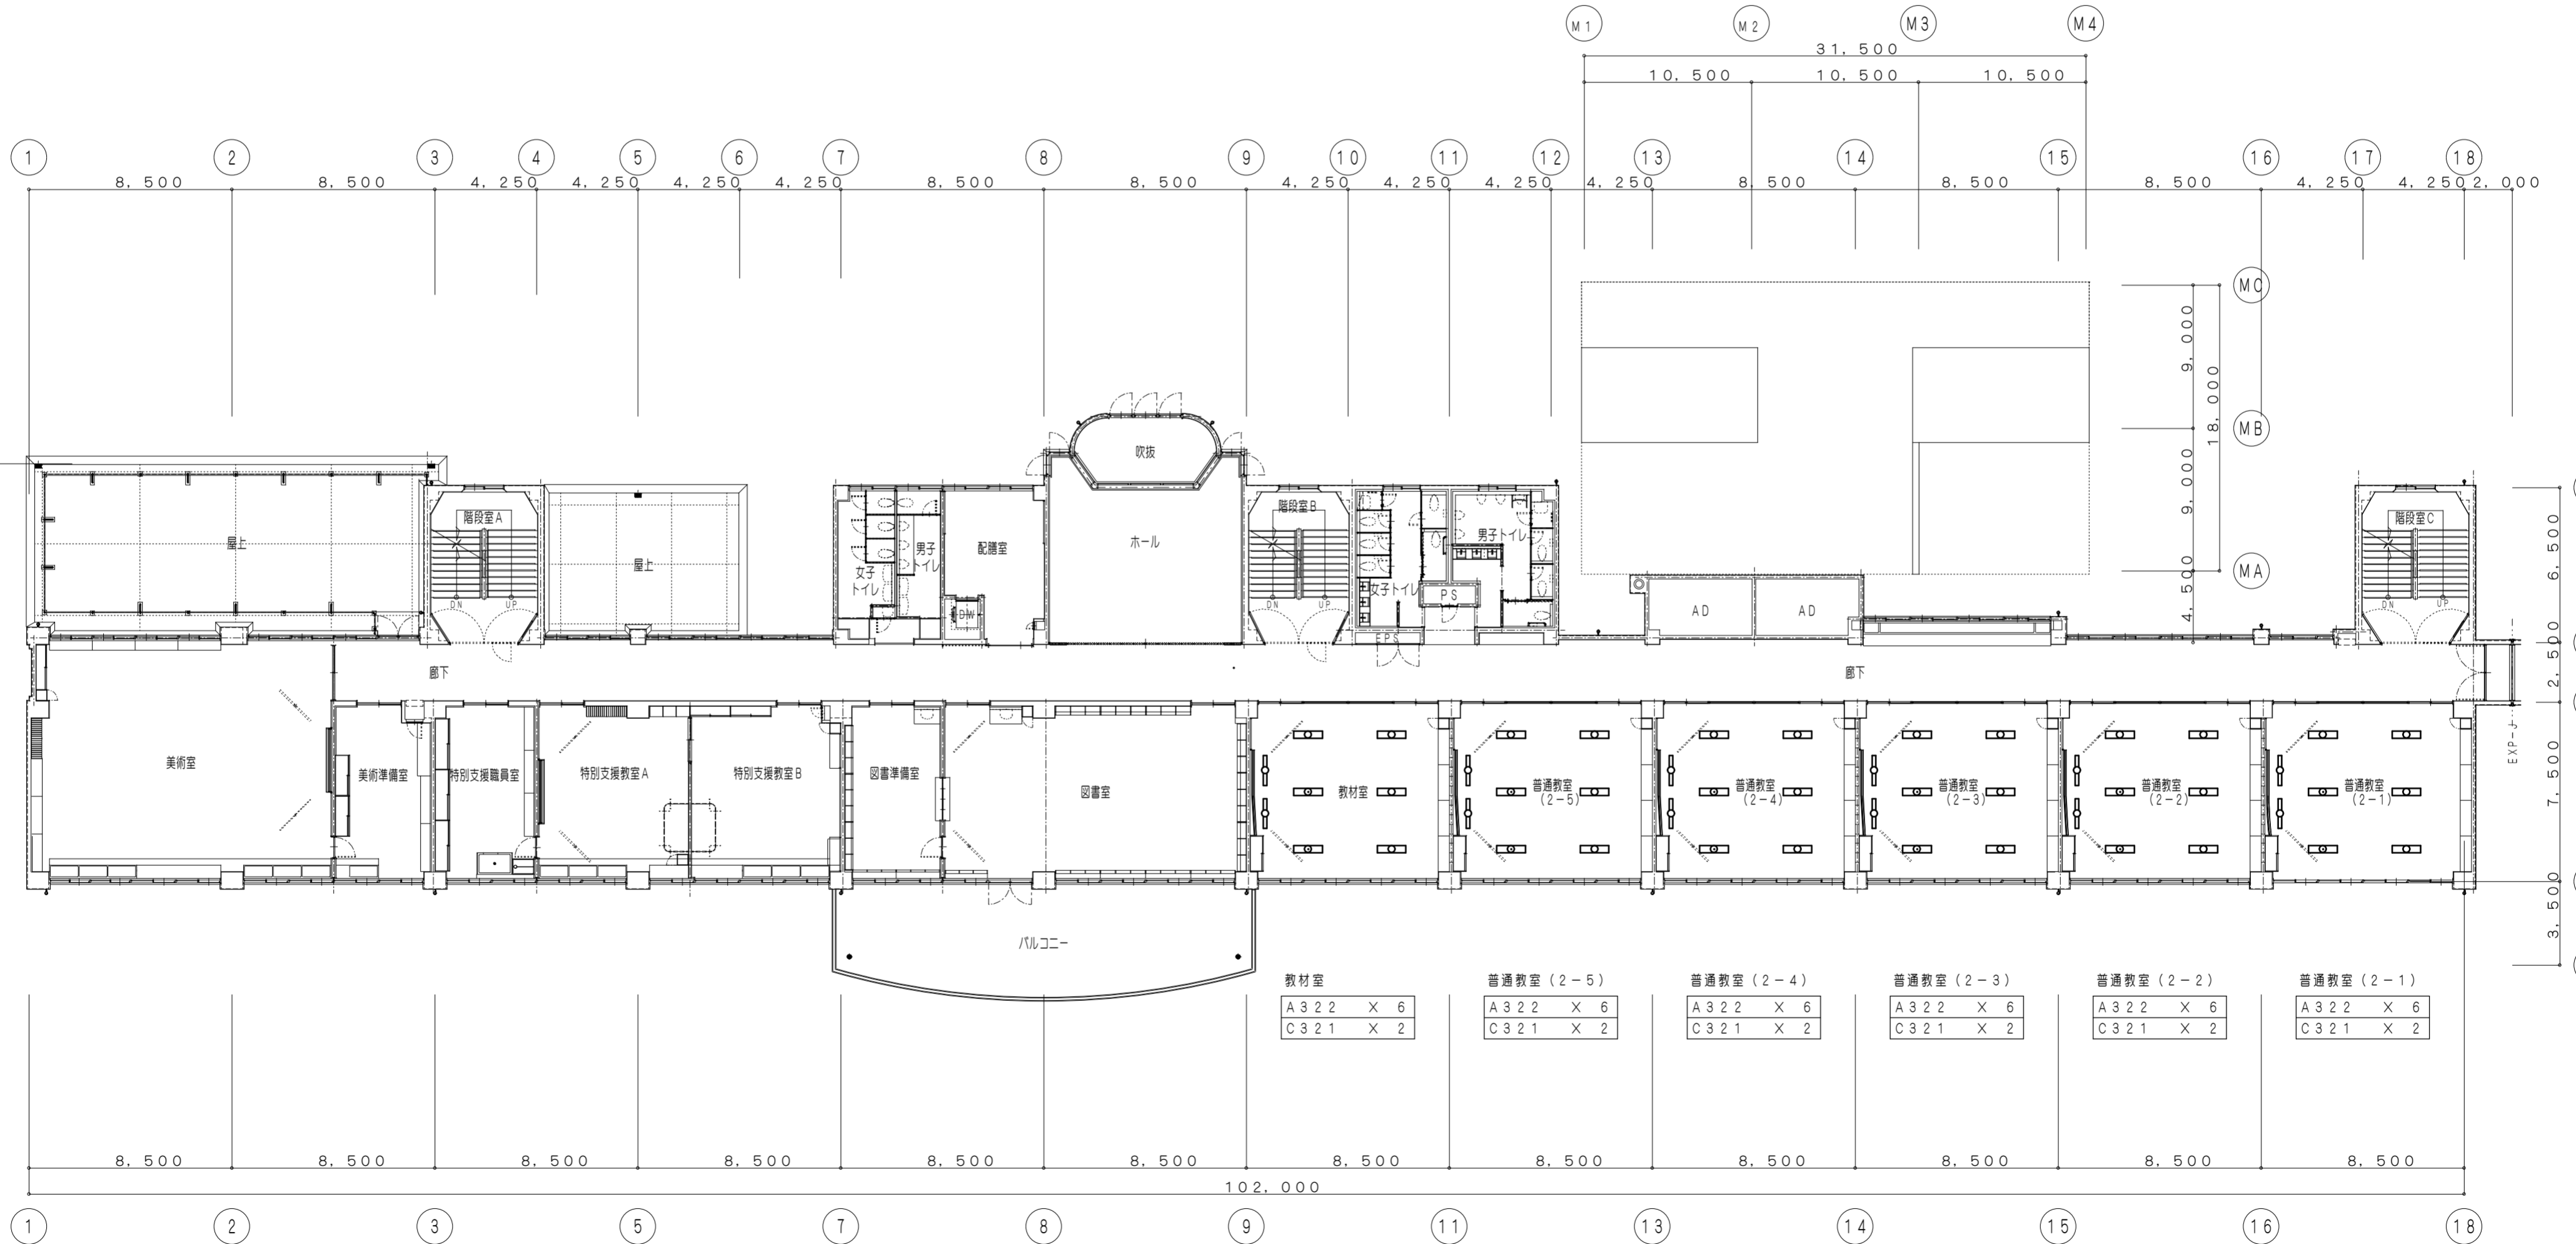 M1 M2 M3 M4
31,500
10,500 10,500 10,500
1 2 3 4 5 6 7 8 9 10 11 12 13 14 15 16 17 18
8,500 8,500 4,250 4,250 4,250 4,250 8,500 8,500 4,250 4,250 4,250 4,250 8,500 8,500 8,500 4,250 4,250 2,000
MC
9,000
18,000
MB
9,000
MA
4,500
6,500
2,500
7,500
3,500
吹抜
階段室A
階段室B
階段室C
屋上
屋上
女子
トイレ
男子
トイレ
配膳室
DW
ホール
女子トイレ
男子トイレ
PS
EPS
AD
AD
DN UP
DN UP
DN UP
廊下
廊下
EXP-J
美術室
美術準備室
特別支援職員室
特別支援教室A
特別支援教室B
図書準備室
図書室
教材室
普通教室
(2-5)
普通教室
(2-4)
普通教室
(2-3)
普通教室
(2-2)
普通教室
(2-1)
バルコニー
教材室
A322 X 6
C321 X 2
普通教室(2-5)
A322 X 6
C321 X 2
普通教室(2-4)
A322 X 6
C321 X 2
普通教室(2-3)
A322 X 6
C321 X 2
普通教室(2-2)
A322 X 6
C321 X 2
普通教室(2-1)
A322 X 6
C321 X 2
8,500 8,500 8,500 8,500 8,500 8,500 8,500 8,500 8,500 8,500 8,500 8,500
102,000
1 2 3 5 7 8 9 11 13 14 15 16 18